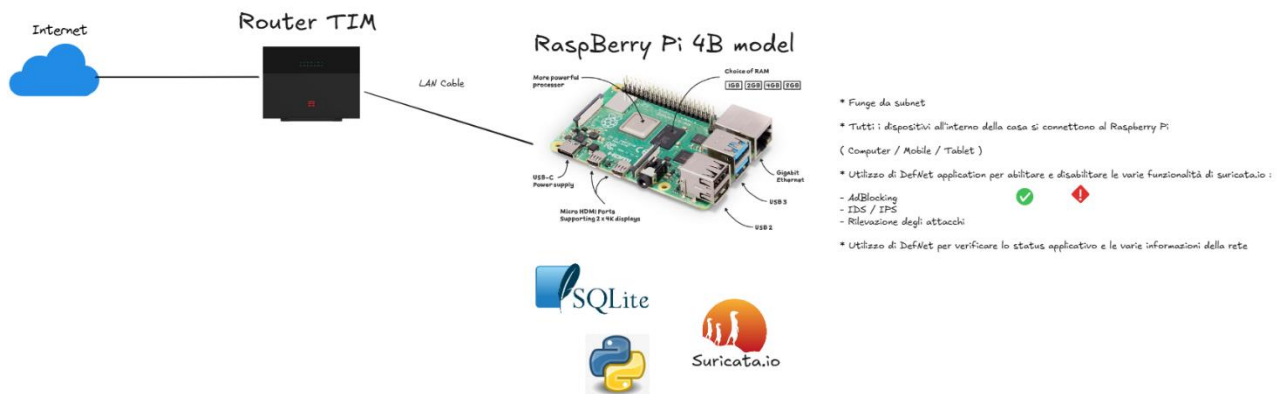 Internet
Router TIM
LAN Cable
RaspBerry Pi 4B model
More powerful
processor
Choice of RAM
1GB 2GB 4GB 8GB
USB-C
Power supply
Micro HDMI Ports
Supporting 2 x 4K displays
Gigabit
Ethernet
USB 3
USB 2
* Funge da subnet
* Tutti i dispositivi all'interno della casa si connettono al Raspberry Pi
( Computer / Mobile / Tablet )
* Utilizzo di DefNet application per abilitare e disabilitare le varie funzionalità di suricata.io :
- AdBlocking
- IDS / IPS
- Rilevazione degli attacchi
* Utilizzo di DefNet per verificare lo status applicativo e le varie informazioni della rete
SQLite
Suricata.io